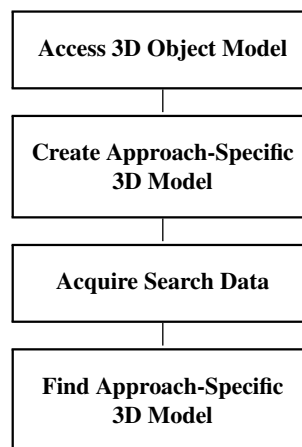 Access 3D Object Model
Create Approach-Specific
3D Model
Acquire Search Data
Find Approach-Specific
3D Model